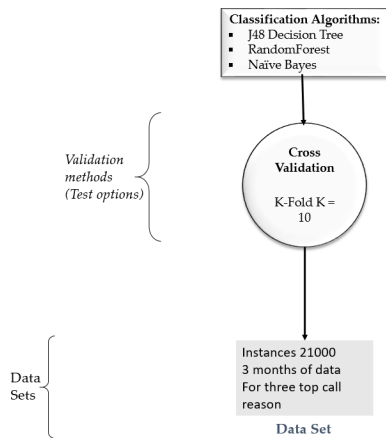 Classification Algorithms:
▪ J48 Decision Tree
▪ RandomForest
▪ Naïve Bayes
Validation
methods
(Test options)
Cross
Validation
K-Fold K =
10
Data
Sets
Instances 21000
3 months of data
For three top call
reason
Data Set